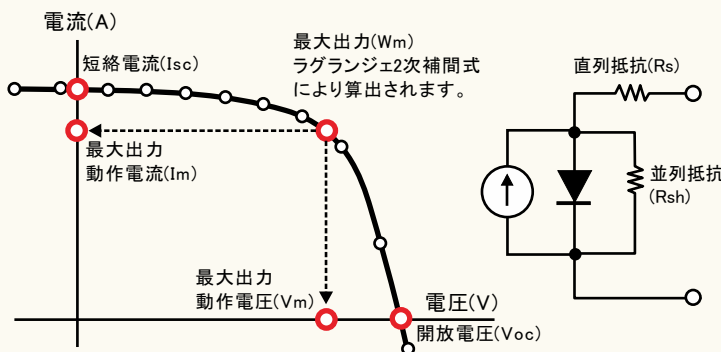 電流(A)
短絡電流(Isc)
最大出力(Wm)
ラグランジェ2次補間式
により算出されます。
最大出力
動作電流(Im)
最大出力
動作電圧(Vm)
電圧(V)
開放電圧(Voc)
直列抵抗(Rs)
並列抵抗
(Rsh)